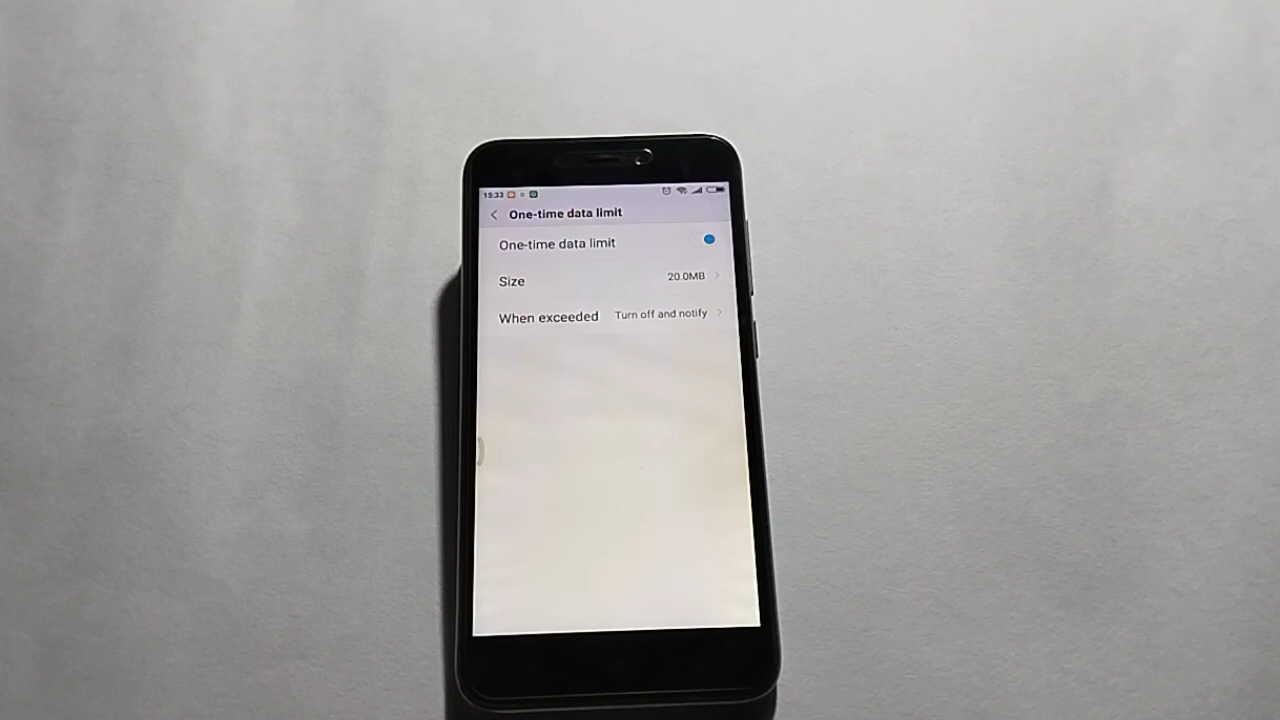 15:33
One-time data limit
One-time data limit
Size 20.0MB
When exceeded Turn off and notify